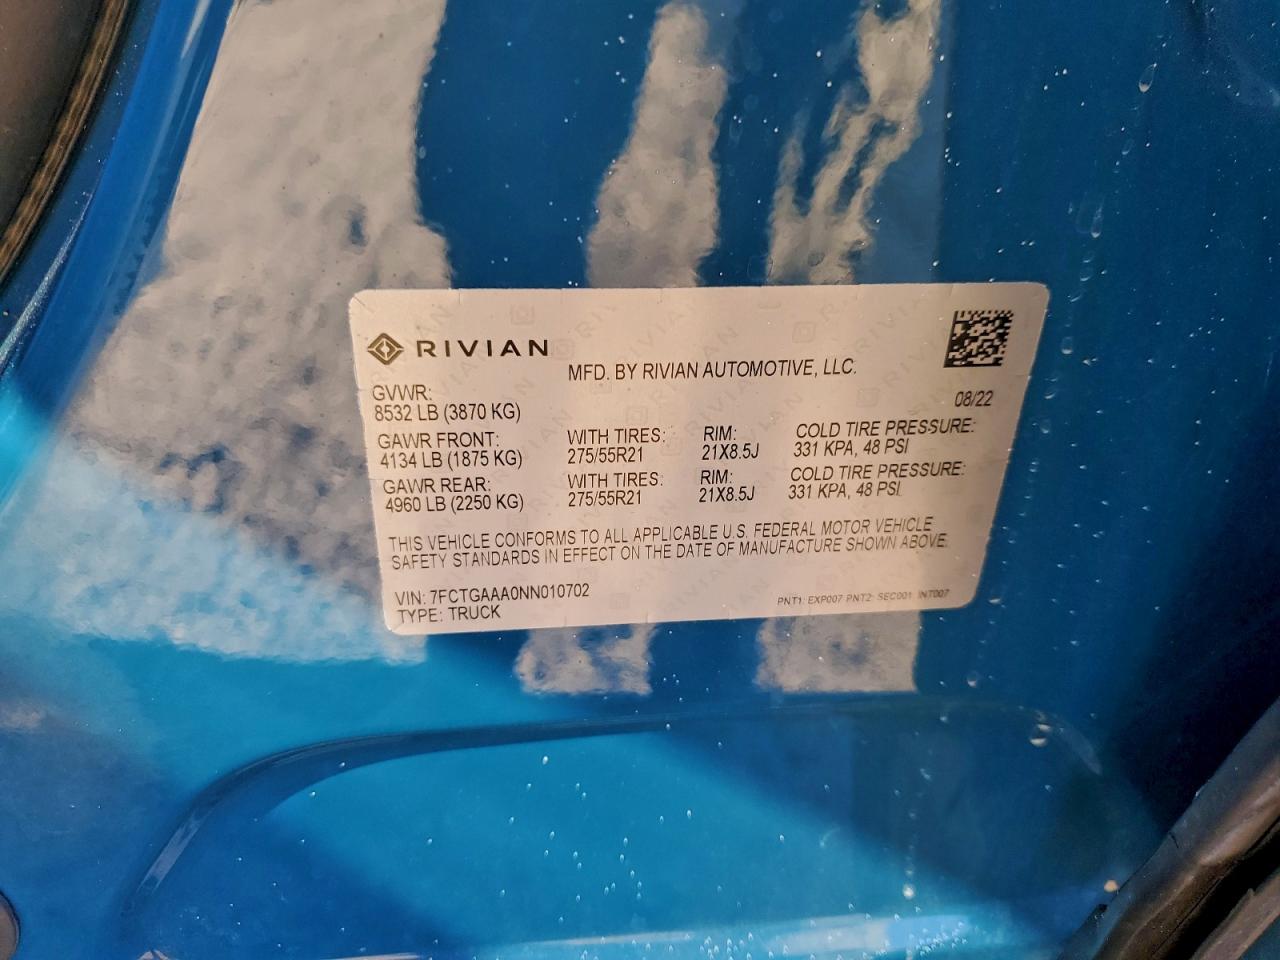 RIVIAN
MFD. BY RIVIAN AUTOMOTIVE, LLC.
08/22
GVWR:
8532 LB (3870 KG)
GAWR FRONT: WITH TIRES: RIM: COLD TIRE PRESSURE:
4134 LB (1875 KG) 275/55R21 21X8.5J 331 KPA, 48 PSI
GAWR REAR: WITH TIRES: RIM: COLD TIRE PRESSURE:
4960 LB (2250 KG) 275/55R21 21X8.5J 331 KPA, 48 PSI
THIS VEHICLE CONFORMS TO ALL APPLICABLE U.S. FEDERAL MOTOR VEHICLE
SAFETY STANDARDS IN EFFECT ON THE DATE OF MANUFACTURE SHOWN ABOVE.
VIN: 7FCTGAAA0NN010702
TYPE: TRUCK
PNT1: EXP007 PNT2: SEC001 INT007